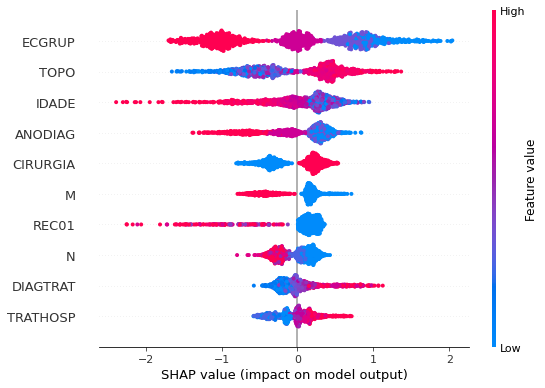 High
ECGRUP
TOPO
IDADE
ANODIAG
CIRURGIA
M
REC01
N
DIAGTRAT
TRATHOSP
Feature value
Low
−2
−1
0
1
2
SHAP value (impact on model output)